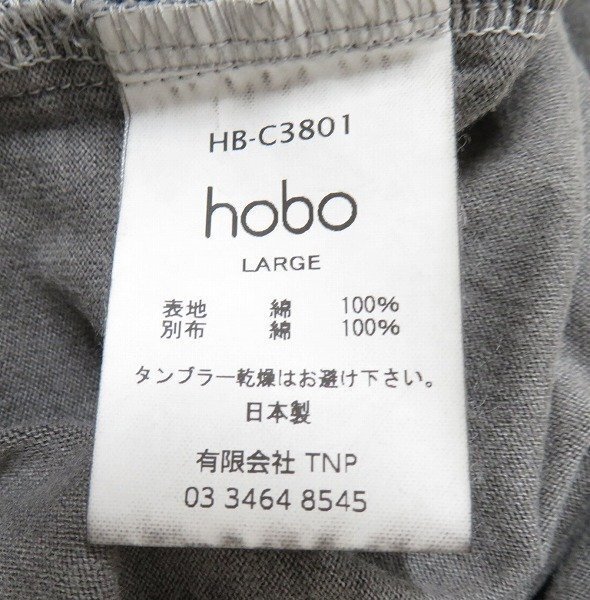 HB-C3801
hobo
LARGE
表地 綿 100%
別布 綿 100%
タンブラー乾燥はお避け下さい。
日本製
有限会社 TNP
03 3464 8545